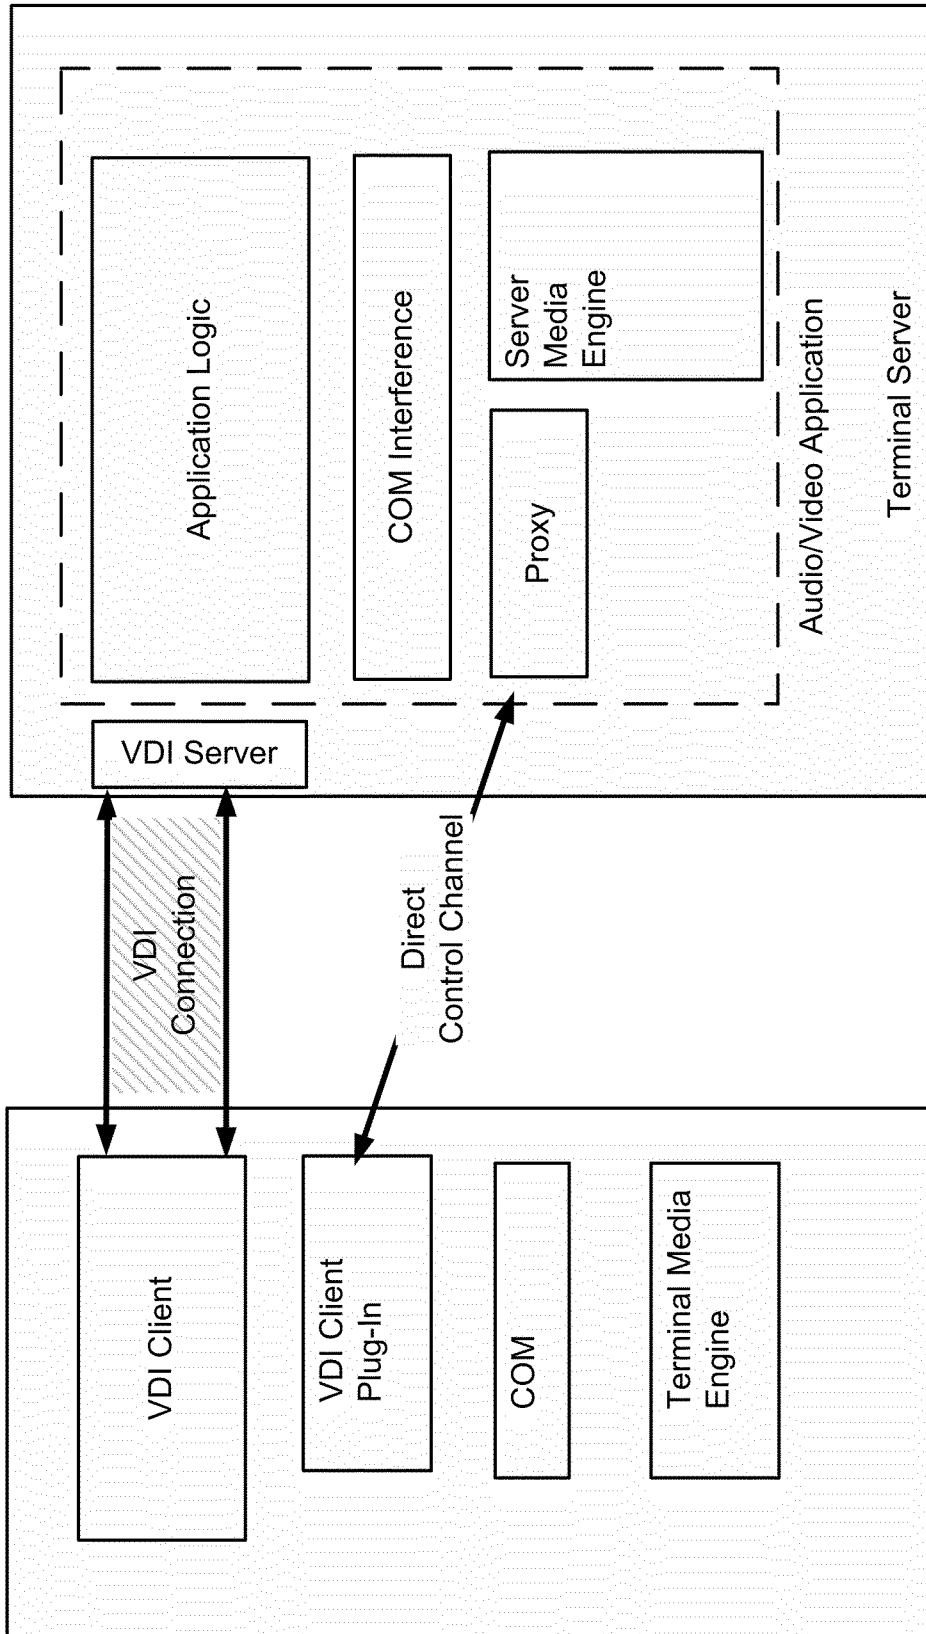 VDI Client
VDI Client
Plug-In
COM
Terminal Media
Engine
VDI
Connection
Direct
Control Channel
VDI Server
Application Logic
COM Interference
Proxy
Server
Media
Engine
Audio/Video Application
Terminal Server